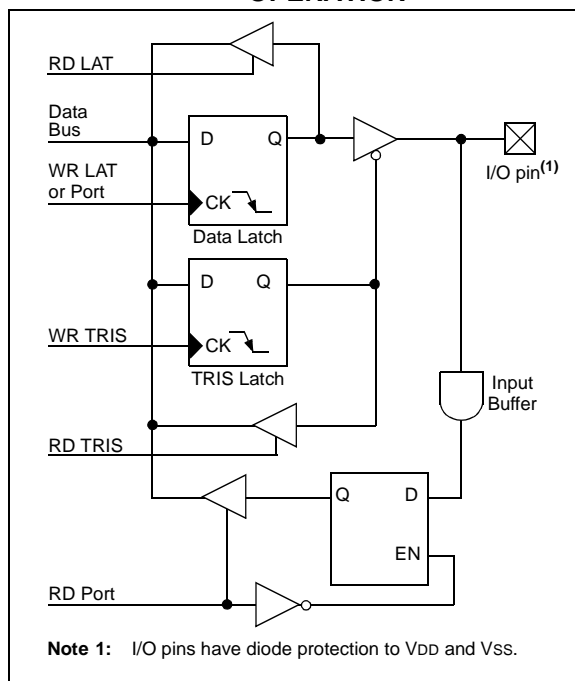 OPERATION
RD LAT
Data
Bus
D Q
WR LAT
or Port
CK
Data Latch
I/O pin(1)
D Q
WR TRIS
CK
TRIS Latch
Input
Buffer
RD TRIS
Q D
EN
RD Port
Note 1: I/O pins have diode protection to VDD and VSS.